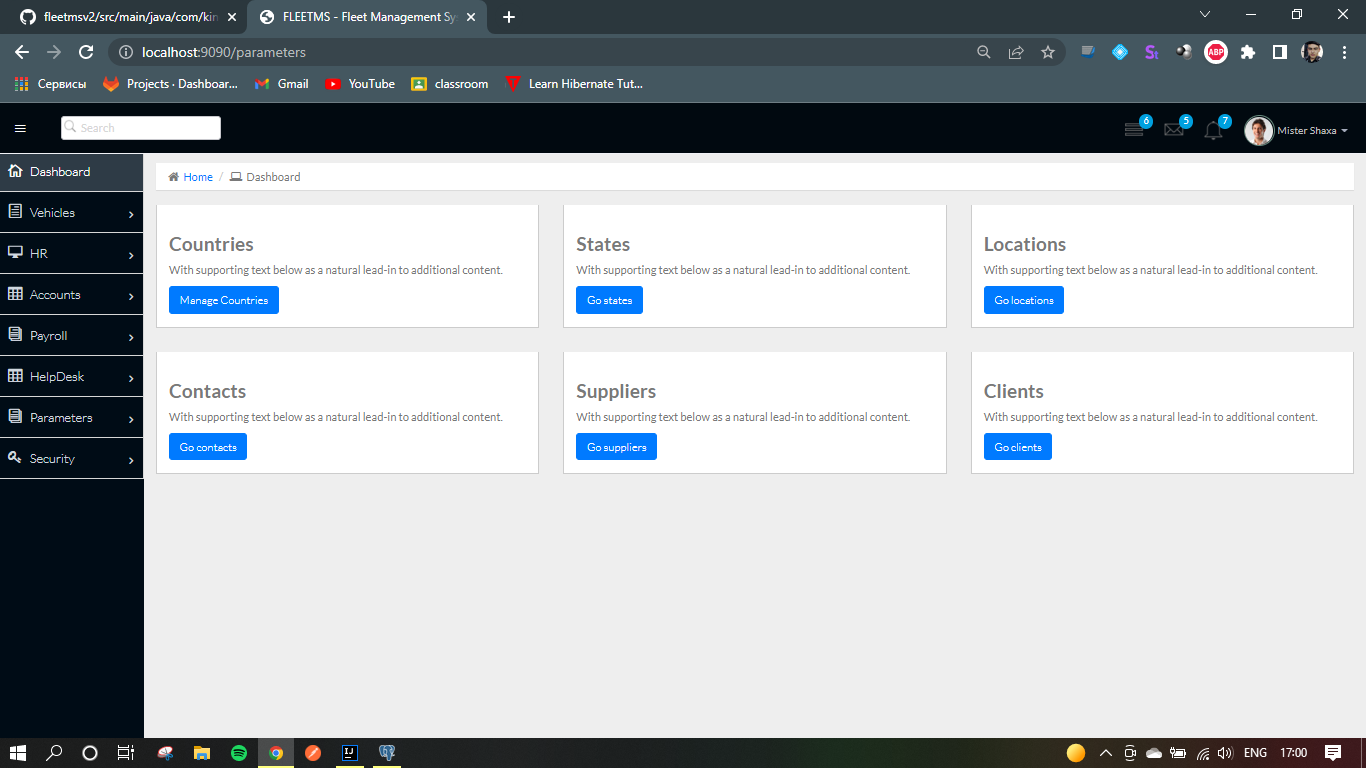 fleetmsv2/src/main/java/com/kin
FLEETMS - Fleet Management Sy
localhost:9090/parameters
ABP
Сервисы
Projects · Dashboar...
Gmail
YouTube
classroom
Learn Hibernate Tut...
Search
6
5
7
Mister Shaxa
Dashboard
Vehicles
HR
Accounts
Payroll
HelpDesk
Parameters
Security
Home / Dashboard
Countries
With supporting text below as a natural lead-in to additional content.
Manage Countries
States
With supporting text below as a natural lead-in to additional content.
Go states
Locations
With supporting text below as a natural lead-in to additional content.
Go locations
Contacts
With supporting text below as a natural lead-in to additional content.
Go contacts
Suppliers
With supporting text below as a natural lead-in to additional content.
Go suppliers
Clients
With supporting text below as a natural lead-in to additional content.
Go clients
ENG
17:00